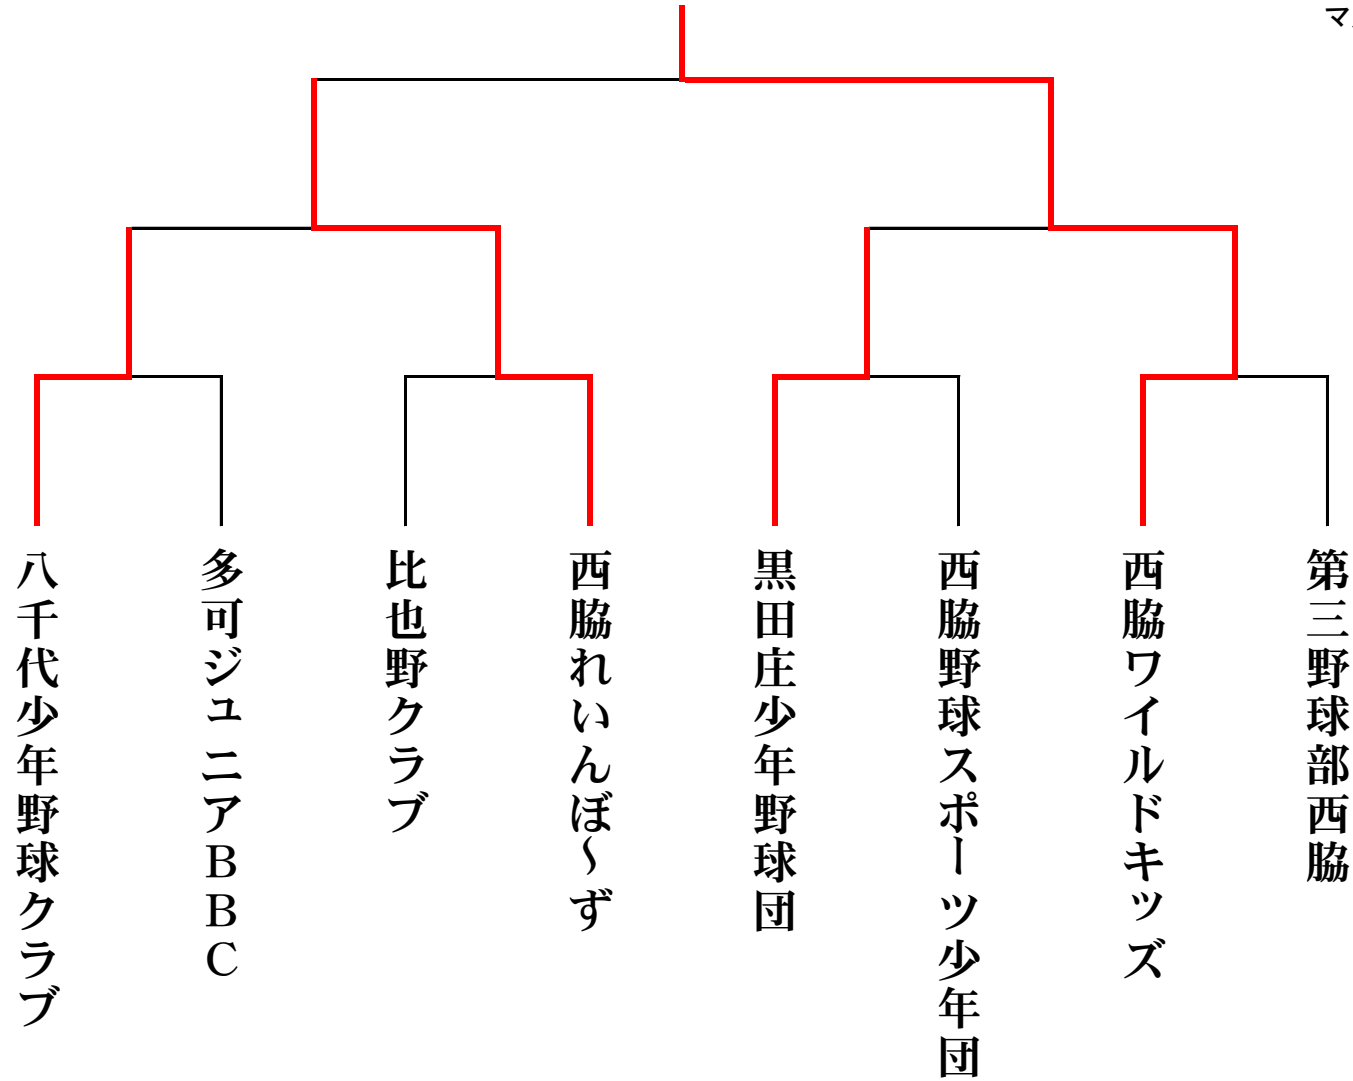 マ
八千代少年野球クラブ
多可ジュニアＢＢＣ
比也野クラブ
西脇れいんぼ～ず
黒田庄少年野球団
西脇野球スポーツ少年団
西脇ワイルドキッズ
第三野球部西脇